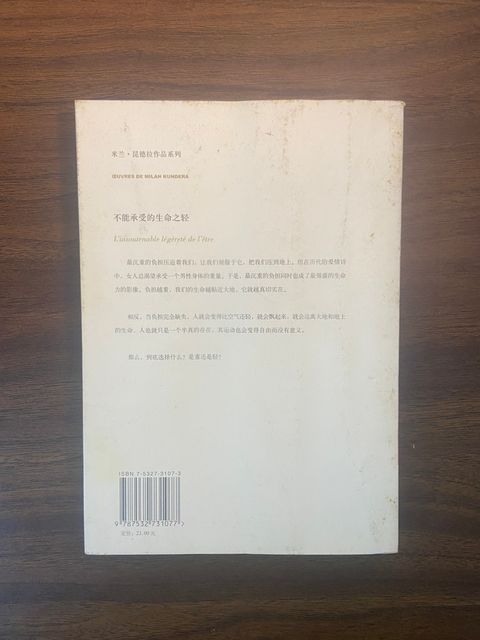 米兰·昆德拉作品系列
ŒUVRES DE MILAN KUNDERA
不能承受的生命之轻
L'insoutenable légèreté de l'être
最沉重的负担压迫着我们，让我们屈服于它，把我们压到地上。但在历代的爱情诗
中，女人总渴望承受一个男性身体的重量。于是，最沉重的负担同时也成了最强盛的生命
力的影像。负担越重，我们的生命越贴近大地，它就越真切实在。
相反，当负担完全缺失，人就会变得比空气还轻，就会飘起来，就会远离大地和地上
的生命，人也就只是一个半真的存在，其运动也会变得自由而没有意义。
那么，到底选择什么？是重还是轻？
ISBN 7-5327-3107-3
9 787532 731077 >
定价：23.00 元